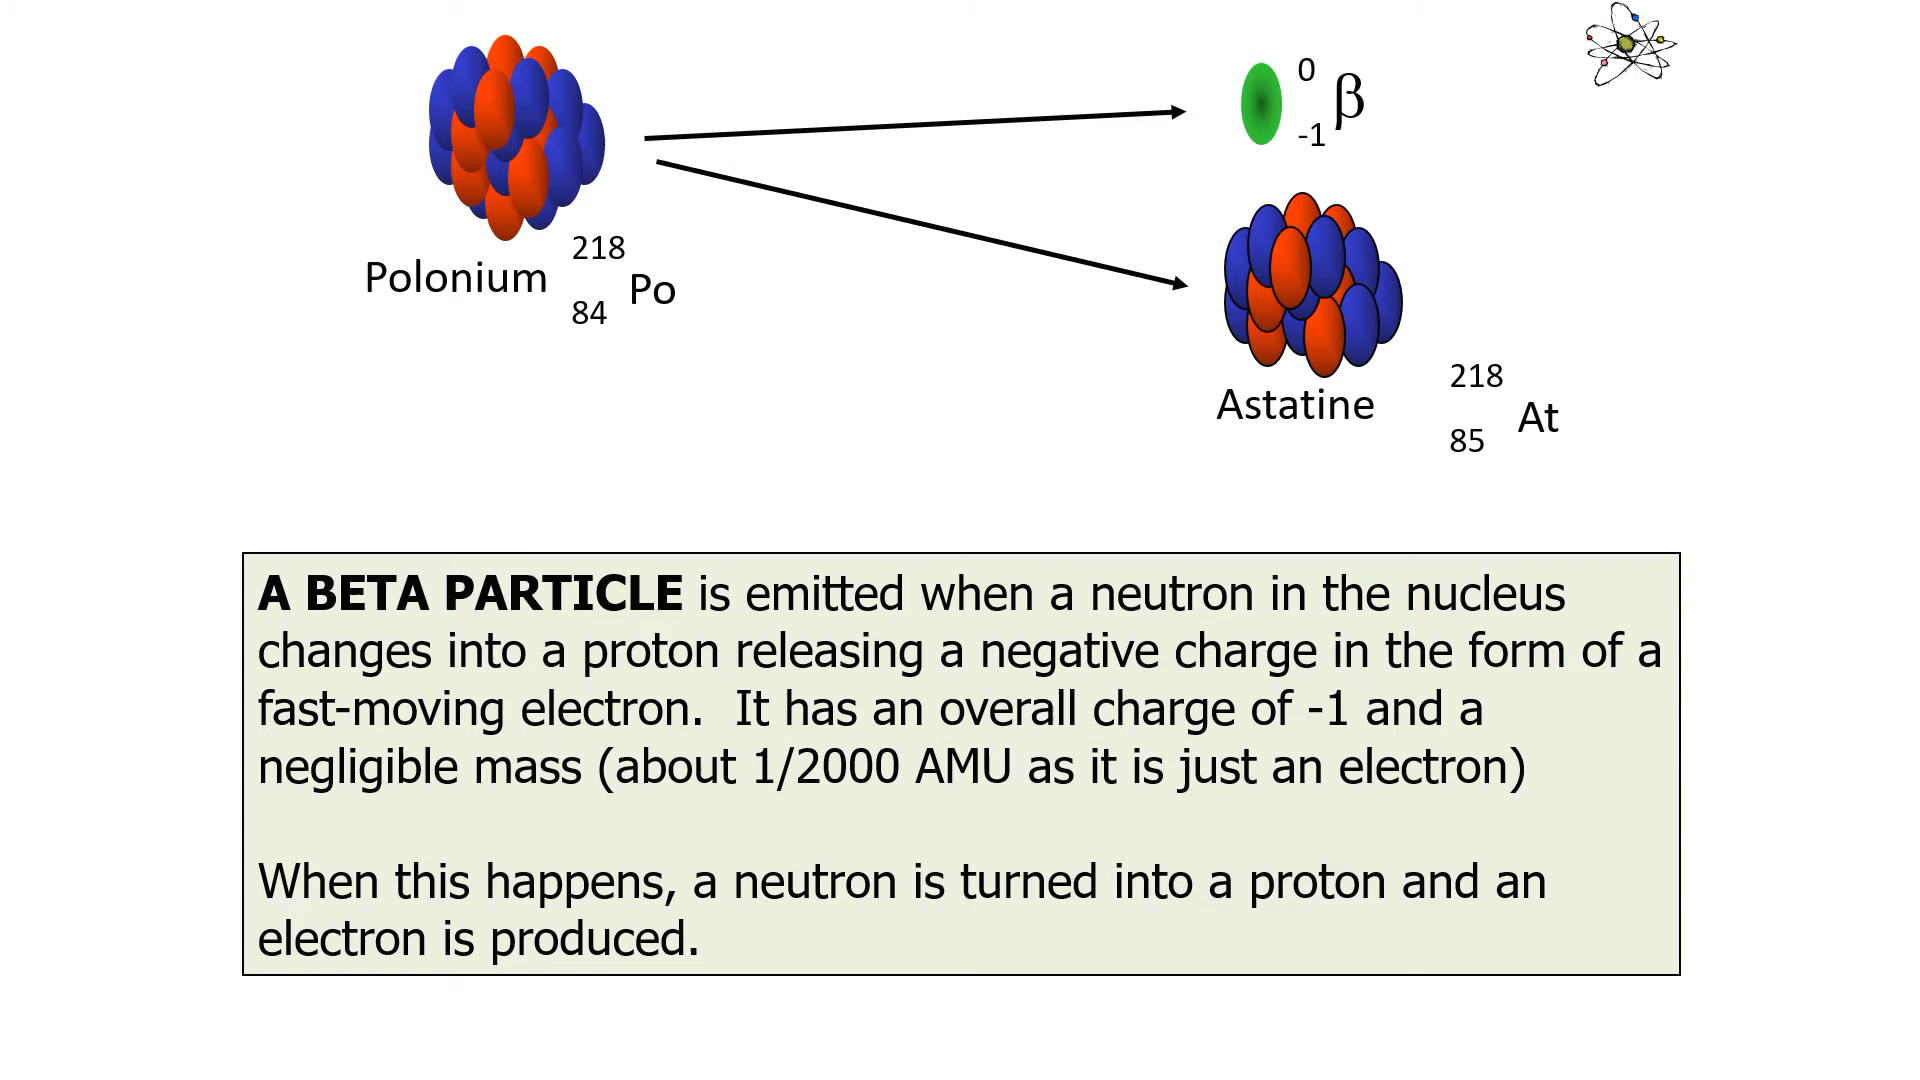 0
β
-1
Polonium
218
84
Po
Astatine
218
85
At
A BETA PARTICLE is emitted when a neutron in the nucleus
changes into a proton releasing a negative charge in the form of a
fast-moving electron.  It has an overall charge of -1 and a
negligible mass (about 1/2000 AMU as it is just an electron)
When this happens, a neutron is turned into a proton and an
electron is produced.